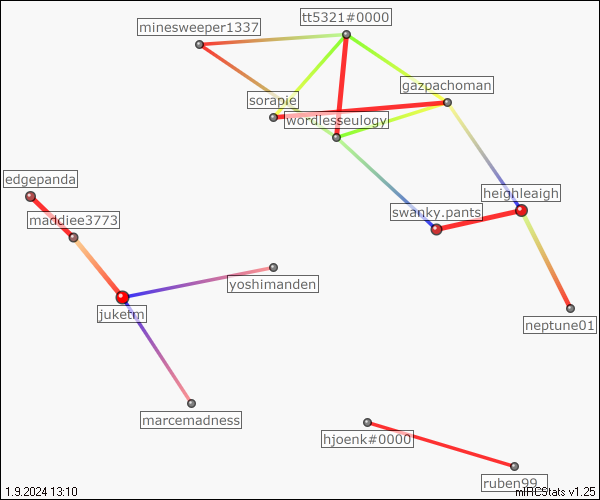 tt5321#0000
minesweeper1337
gazpachoman
sorapie
wordlesseulogy
edgepanda
heighleaigh
swanky.pants
maddiee3773
yoshimanden
juketm
neptune01
marcemadness
hjoenk#0000
ruben99_
1.9.2024 13:10
mIRCStats v1.25